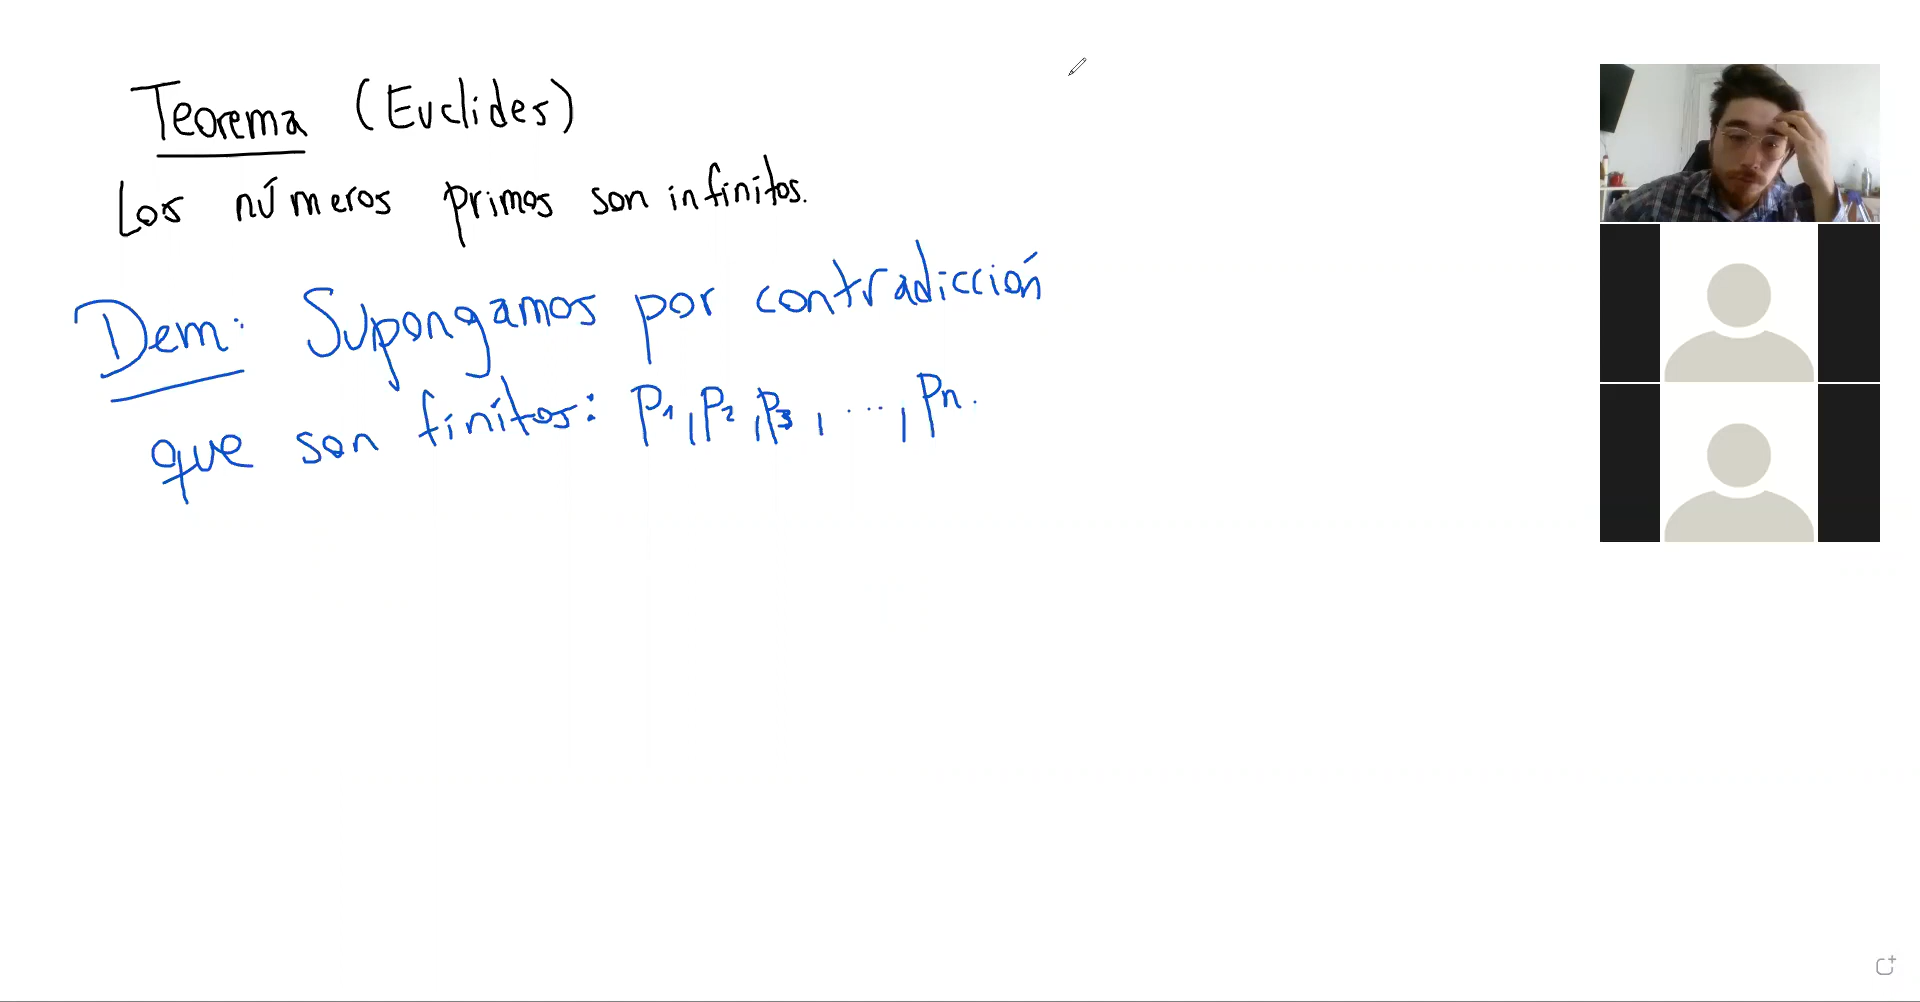 Teorema (Euclides)
Los números primos son infinitos.
Dem: Supongamos por contradicción
que son finitos: p1, p2, p3, ..., pn.